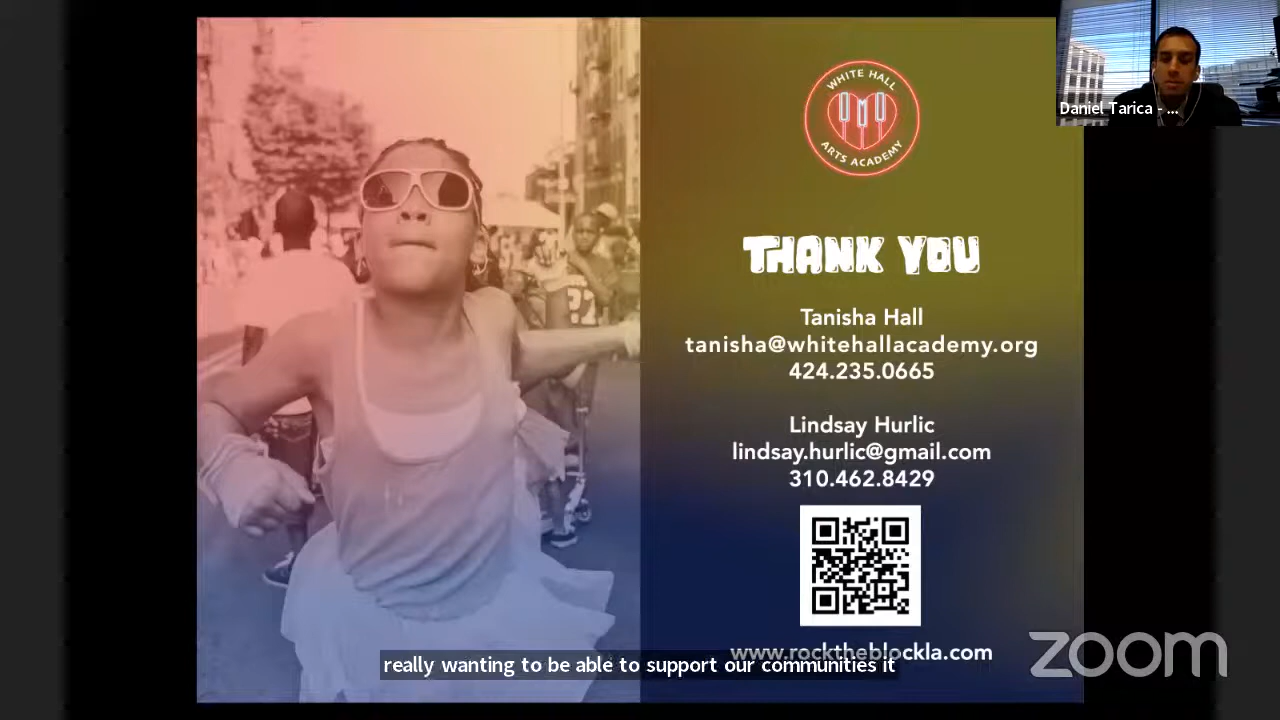 WHITE HALL
ARTS ACADEMY
Daniel Tarica - ...
THANK YOU
Tanisha Hall
tanisha@whitehallacademy.org
424.235.0665
Lindsay Hurlic
lindsay.hurlic@gmail.com
310.462.8429
www.rocktheblockla.com
really wanting to be able to support our communities it
zoom